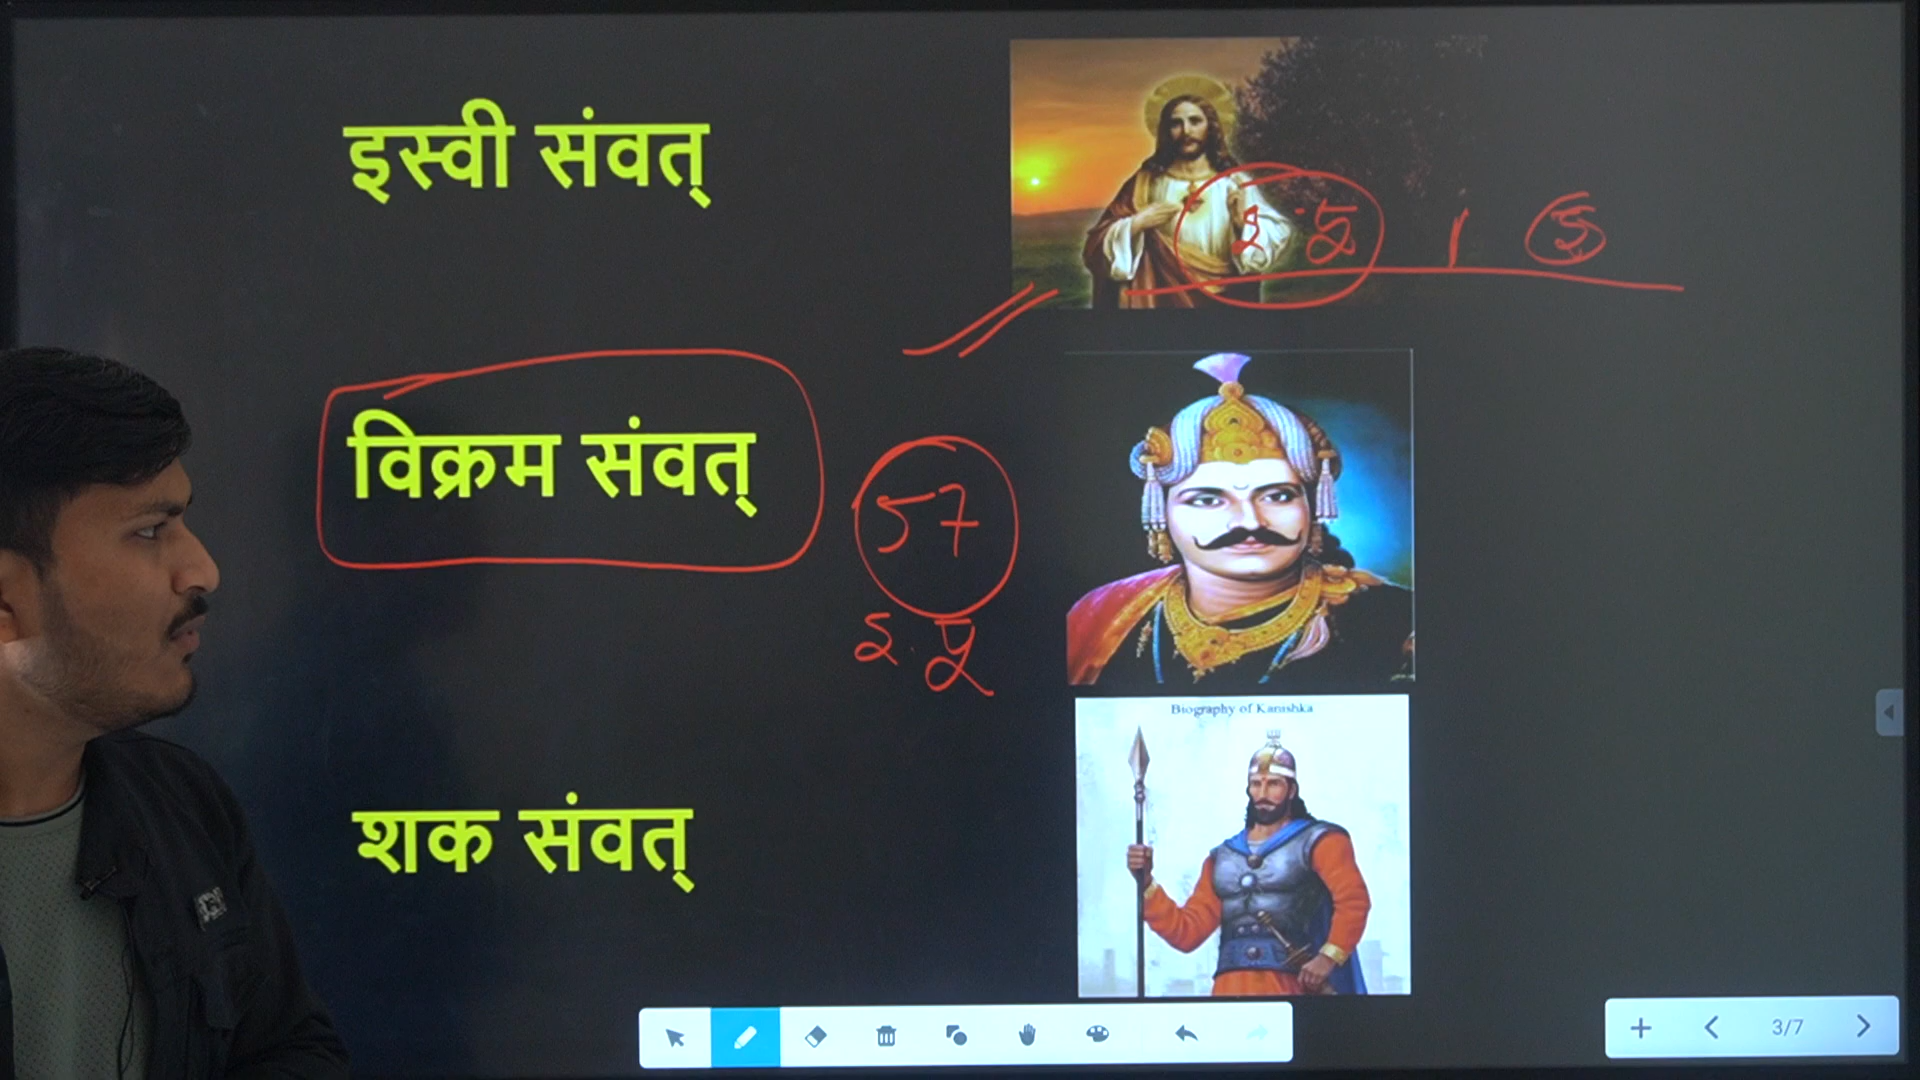 इस्वी संवत्
इ. पू । ई
विक्रम संवत्
57
इ. पू
Biography of Kanishka
शक संवत्
3/7